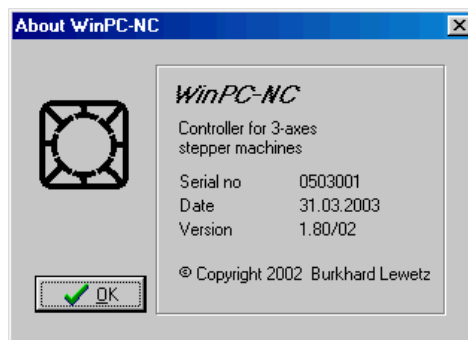 About WinPC-NC
WinPC-NC
Controller for 3-axes
stepper machines
Serial no 0503001
Date 31.03.2003
Version 1.80/02
© Copyright 2002 Burkhard Lewetz
OK